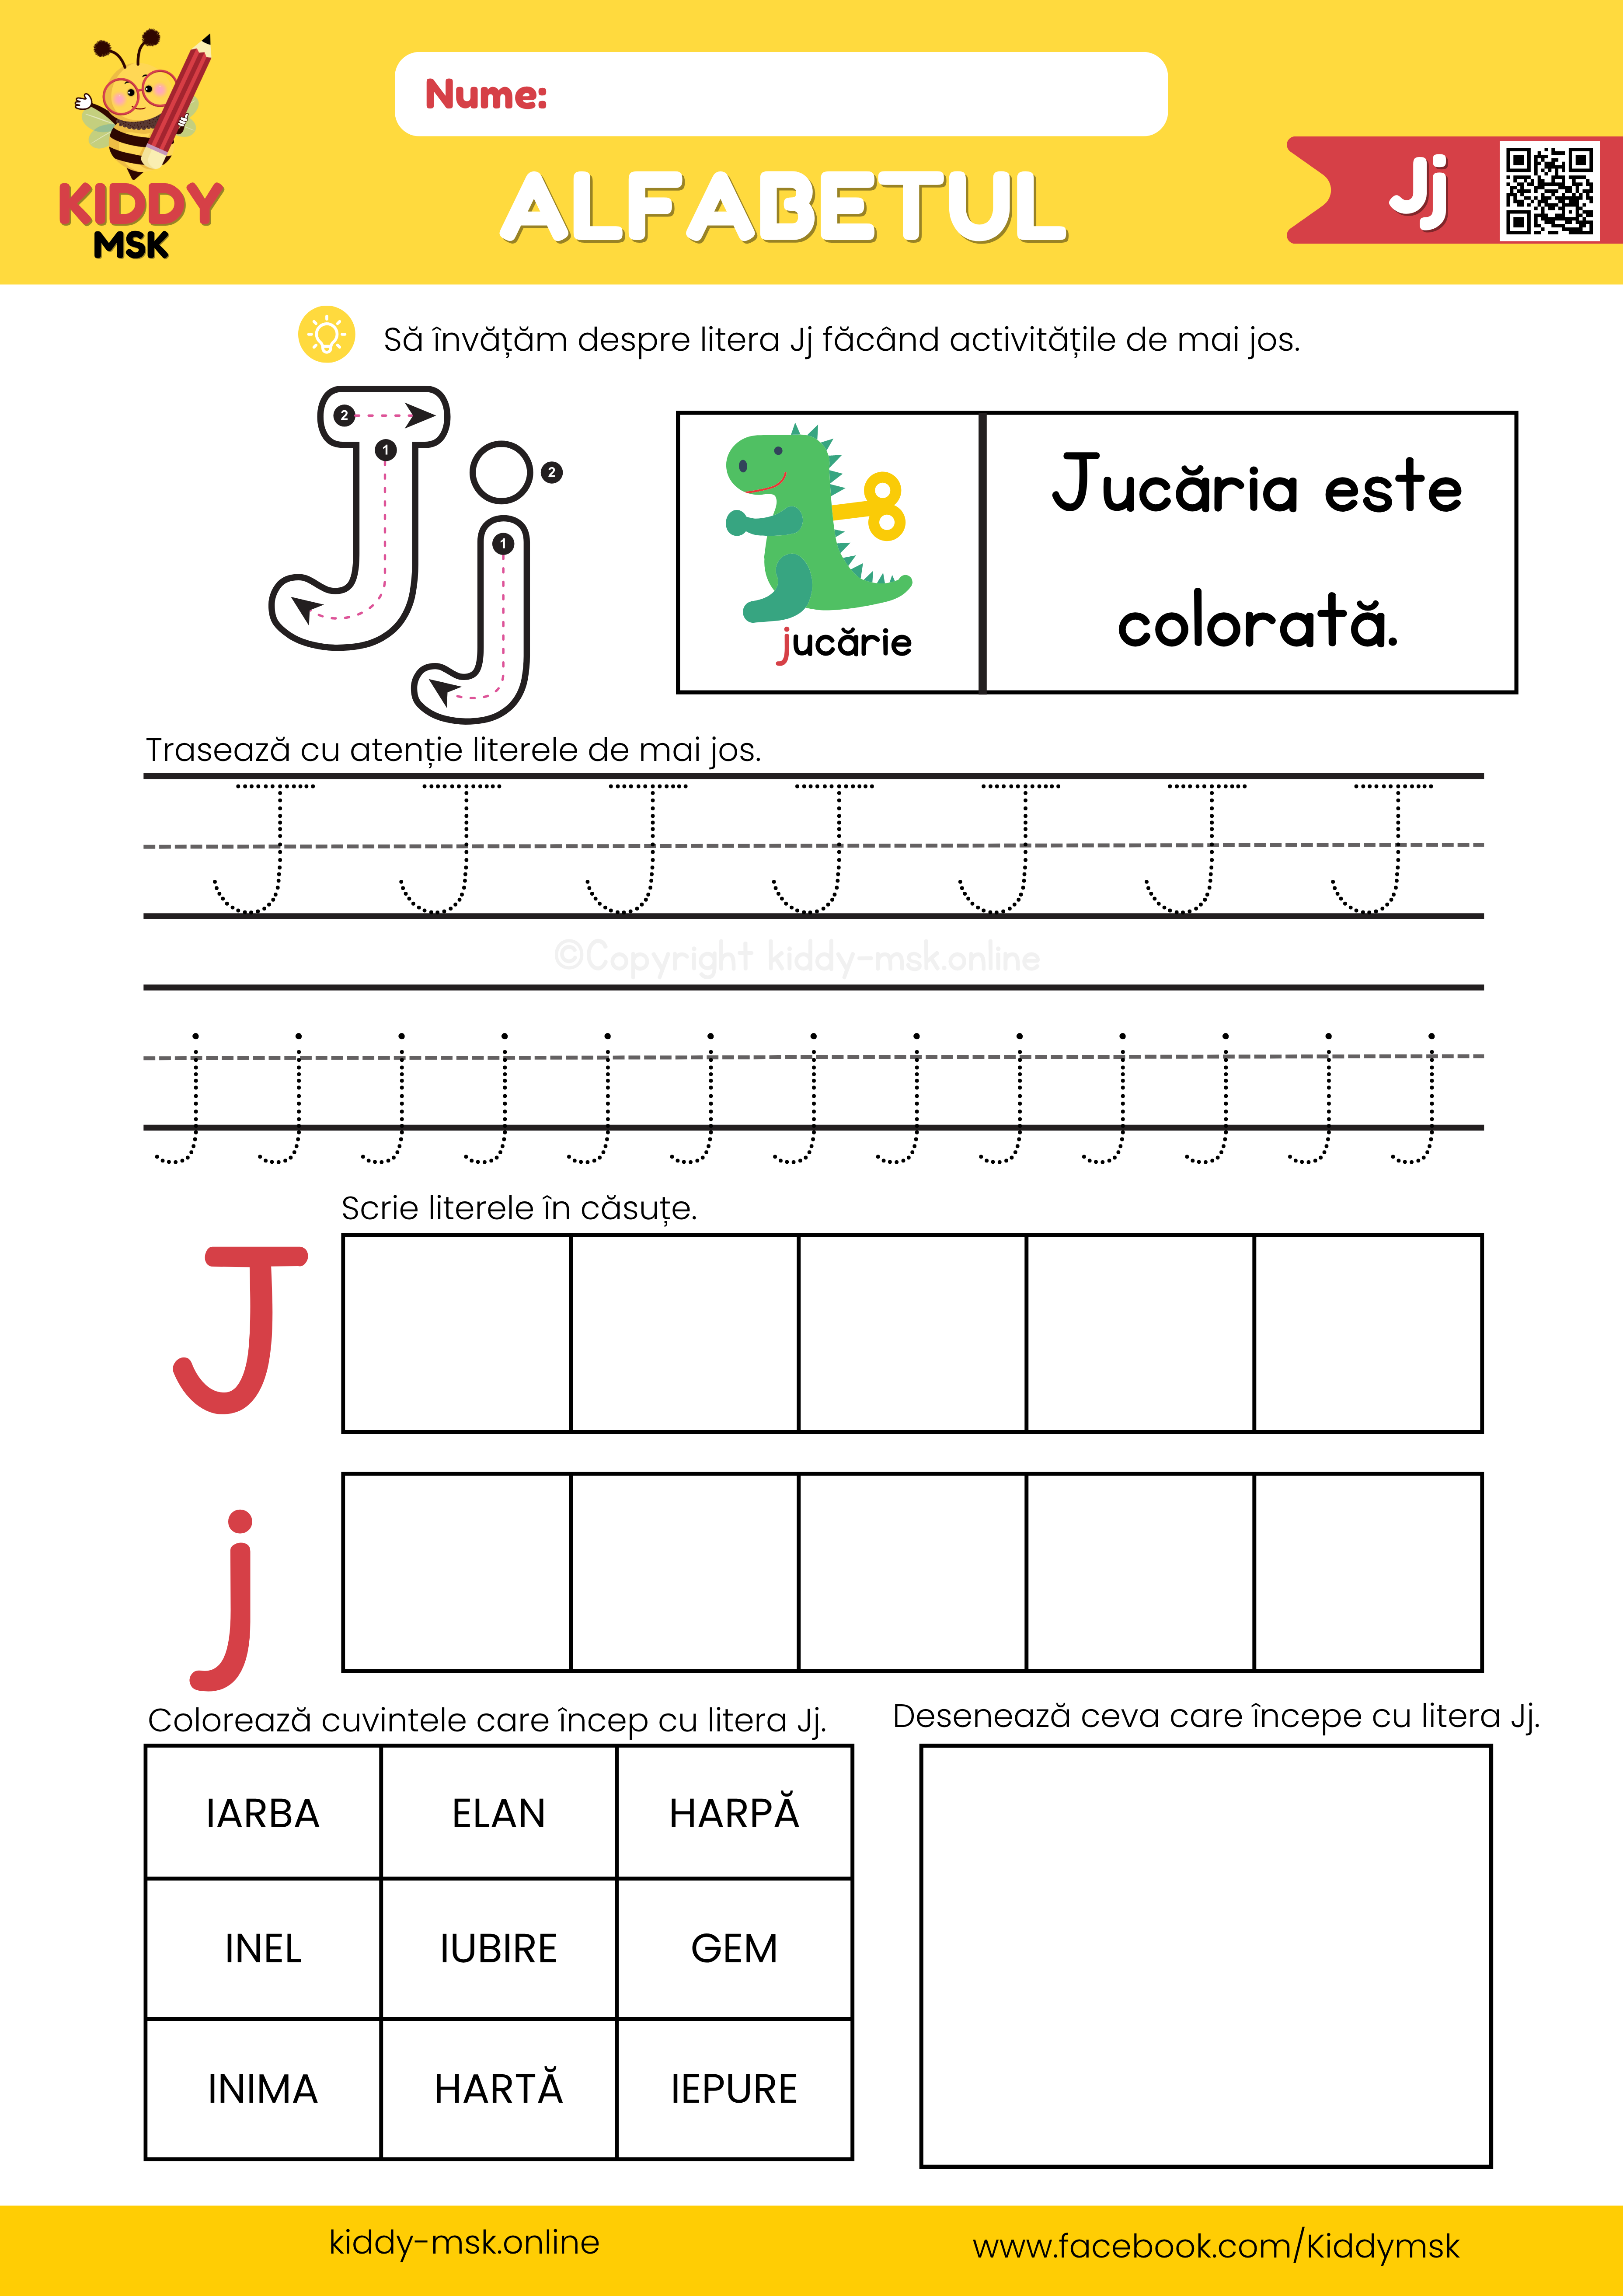 Nume:
KIDDY
MSK
ALFABETUL
Jj
Să învățăm despre litera Jj făcând activitățile de mai jos.
2
1
2
1
jucărie
Jucăria este
colorată.
Trasează cu atenție literele de mai jos.
J J J J J J J
©Copyright kiddy-msk.online
j j j j j j j j j j j j j
Scrie literele în căsuțe.
J
j
Colorează cuvintele care încep cu litera Jj.
Desenează ceva care începe cu litera Jj.
IARBA ELAN HARPĂ
INEL IUBIRE GEM
INIMA HARTĂ IEPURE
kiddy-msk.online
www.facebook.com/Kiddymsk